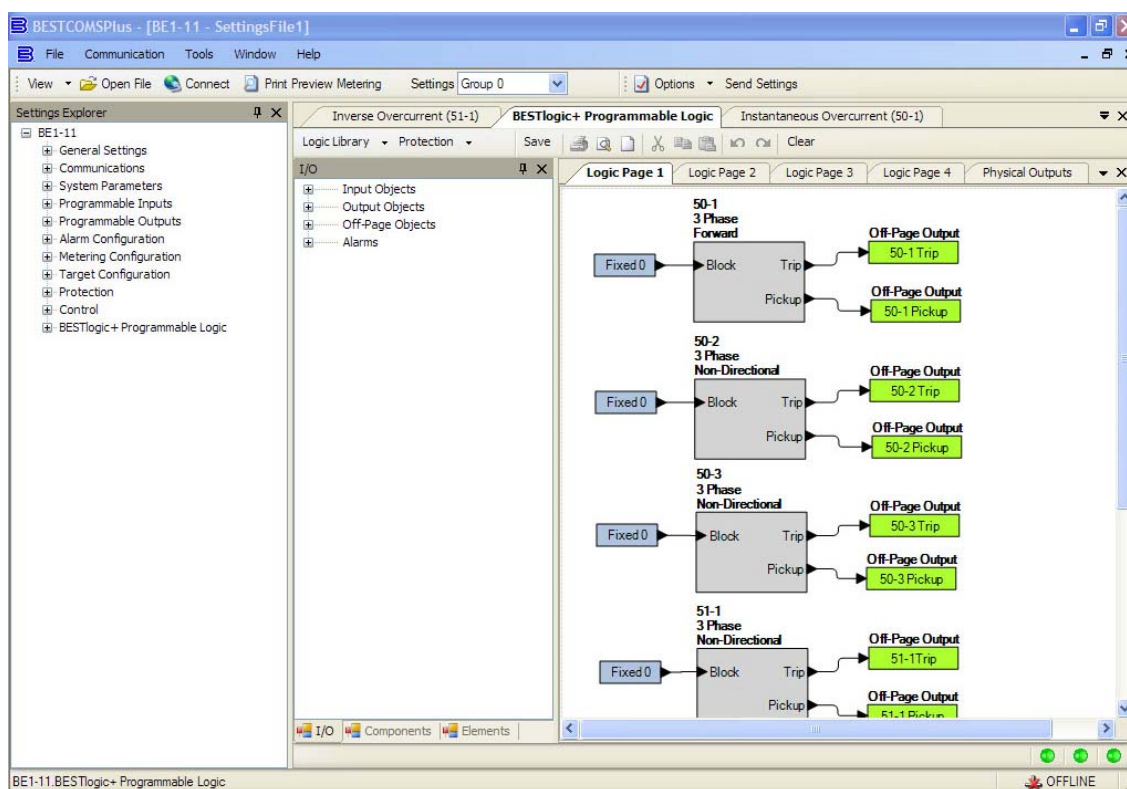 BESTCOMSPlus - [BE1-11 - SettingsFile1]
File Communication Tools Window Help
View Open File Connect Print Preview Metering Settings Group 0 Options Send Settings
Settings Explorer
BE1-11
General Settings
Communications
System Parameters
Programmable Inputs
Programmable Outputs
Alarm Configuration
Metering Configuration
Target Configuration
Protection
Control
BESTlogic+ Programmable Logic
Inverse Overcurrent (51-1) BESTlogic+ Programmable Logic Instantaneous Overcurrent (50-1)
Logic Library Protection Save Clear
I/O
Input Objects
Output Objects
Off-Page Objects
Alarms
I/O Components Elements
Logic Page 1 Logic Page 2 Logic Page 3 Logic Page 4 Physical Outputs
50-1
3 Phase
Forward
Fixed 0 Block Trip
Pickup
Off-Page Output
50-1 Trip
Off-Page Output
50-1 Pickup
50-2
3 Phase
Non-Directional
Fixed 0 Block Trip
Pickup
Off-Page Output
50-2 Trip
Off-Page Output
50-2 Pickup
50-3
3 Phase
Non-Directional
Fixed 0 Block Trip
Pickup
Off-Page Output
50-3 Trip
Off-Page Output
50-3 Pickup
51-1
3 Phase
Non-Directional
Fixed 0 Block Trip
Pickup
Off-Page Output
51-1Trip
Off-Page Output
51-1 Pickup
BE1-11.BESTlogic+ Programmable Logic OFFLINE